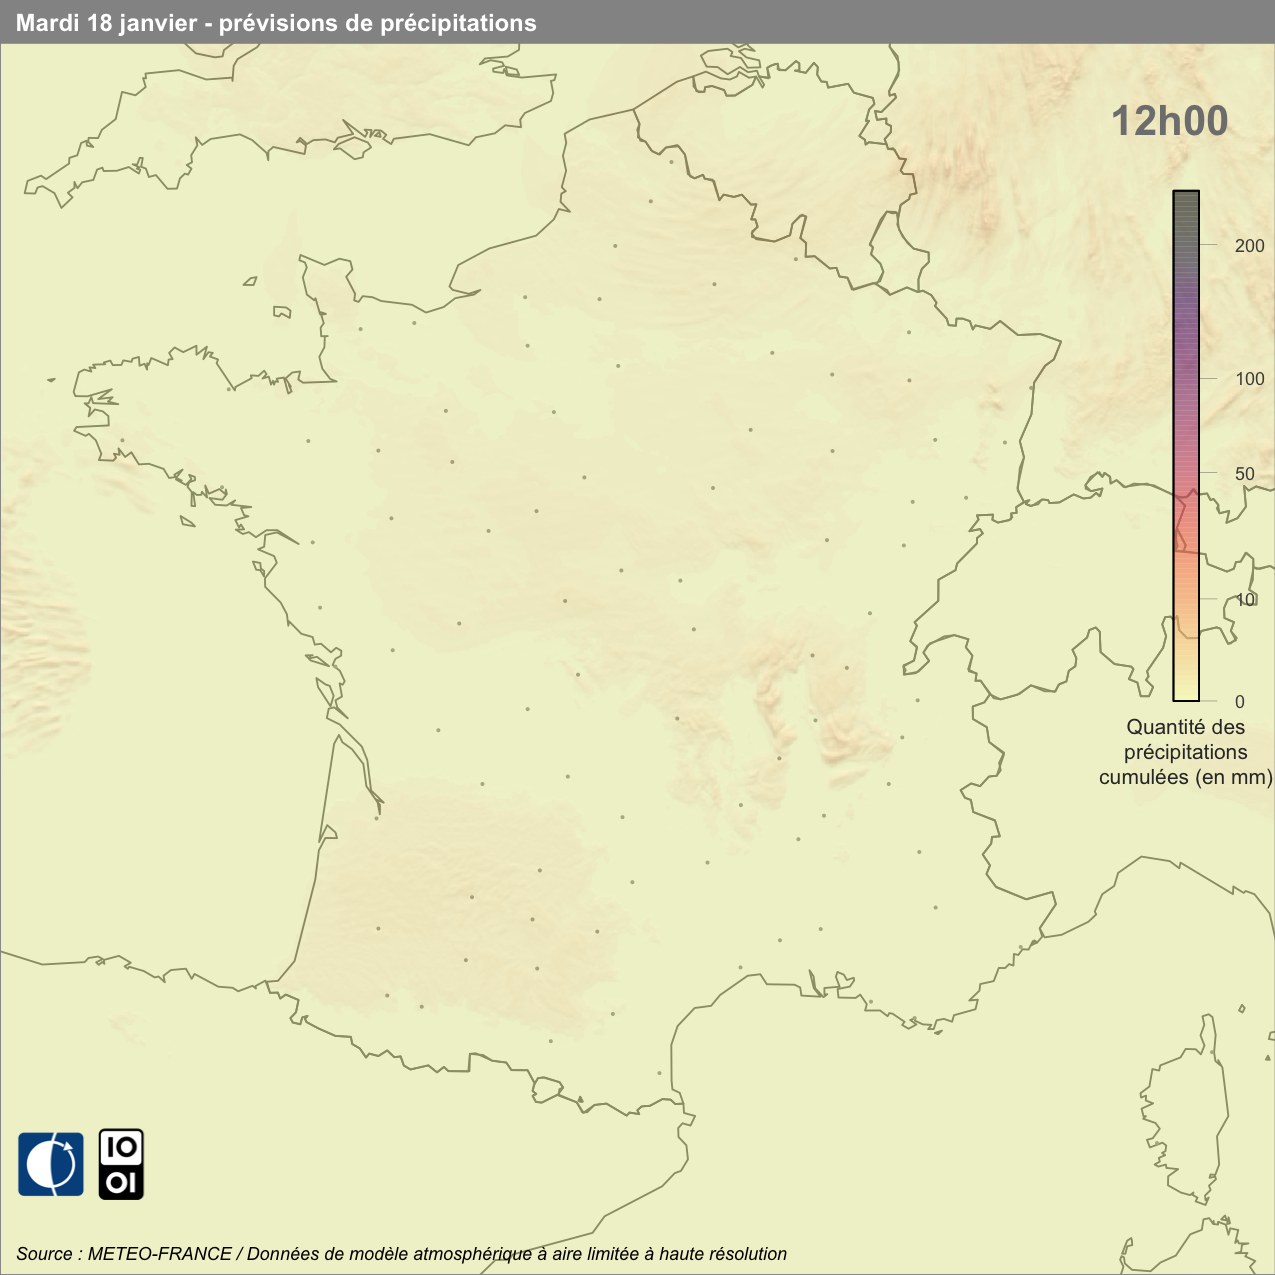 Mardi 18 janvier - prévisions de précipitations
12h00
200
100
50
10
0
Quantité des
précipitations
cumulées (en mm)
IO
OI
Source : METEO-FRANCE / Données de modèle atmosphérique à aire limitée à haute résolution